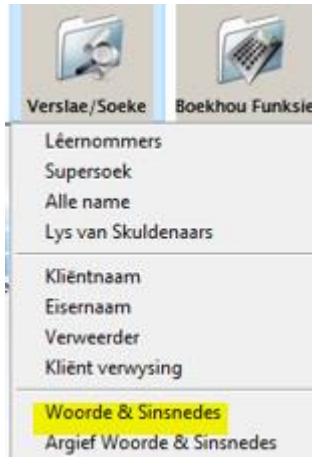 Verslae/Soeke Boekhou Funksie
Lêernommers
Supersoek
Alle name
Lys van Skuldenaars
Kliëntnaam
Eisernaam
Verweerder
Kliënt verwysing
Woorde & Sinsnedes
Argief Woorde & Sinsnedes